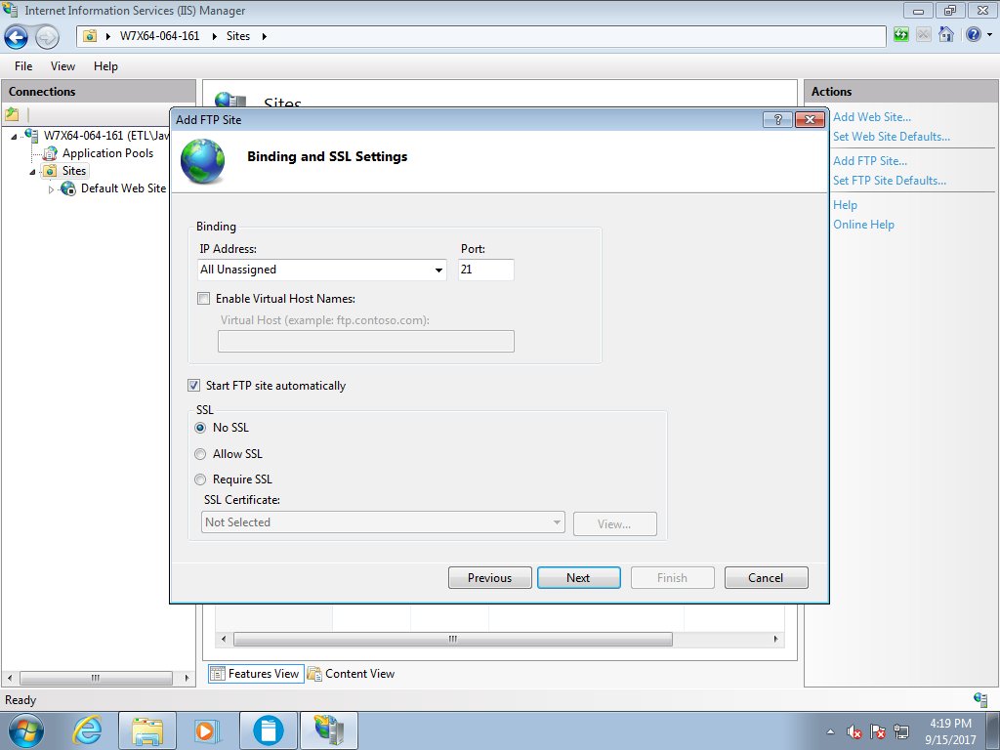 Internet Information Services (IIS) Manager
W7X64-064-161
Sites
File View Help
Connections
W7X64-064-161 (ETL\Jav
Application Pools
Sites
Default Web Site
Sites
Add FTP Site
Binding and SSL Settings
Binding
IP Address:
Port:
All Unassigned
21
Enable Virtual Host Names:
Virtual Host (example: ftp.contoso.com):
Start FTP site automatically
SSL
No SSL
Allow SSL
Require SSL
SSL Certificate:
Not Selected
View...
Previous
Next
Finish
Cancel
Features View
Content View
Actions
Add Web Site...
Set Web Site Defaults...
Add FTP Site...
Set FTP Site Defaults...
Help
Online Help
Ready
4:19 PM
9/15/2017